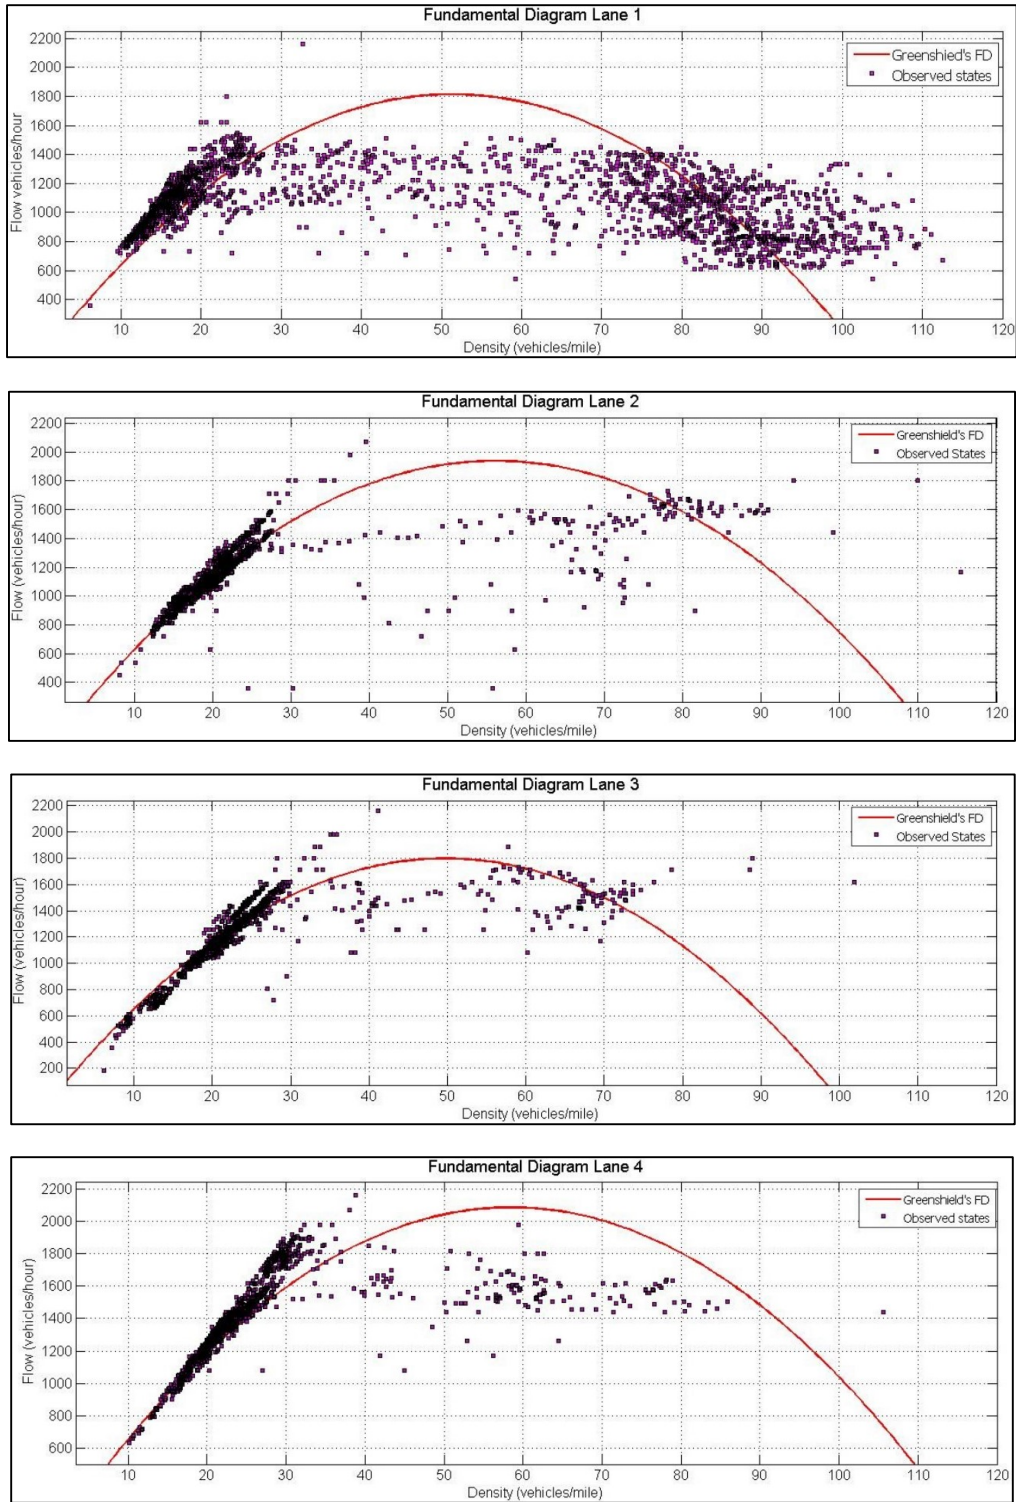 Fundamental Diagram Lane 1
2200
2000
1800
1600
1400
1200
1000
800
600
400
Flow vehicles/hour
Greenshied's FD
Observed states
10 20 30 40 50 60 70 80 90 100 110 120
Density (vehicles/mile)
Fundamental Diagram Lane 2
2200
2000
1800
1600
1400
1200
1000
800
600
400
Flow (vehicles/hour)
Greenshield's FD
Observed States
10 20 30 40 50 60 70 80 90 100 110 120
Density (vehicles/mile)
Fundamental Diagram Lane 3
2200
2000
1800
1600
1400
1200
1000
800
600
400
200
Flow (vehicles/hour)
Greenshield's FD
Observed States
10 20 30 40 50 60 70 80 90 100 110 120
Density (vehicles/mile)
Fundamental Diagram Lane 4
2200
2000
1800
1600
1400
1200
1000
800
600
Flow (vehicles/hour)
Greenshield's FD
Observed states
10 20 30 40 50 60 70 80 90 100 110 120
Density (vehicles/mile)